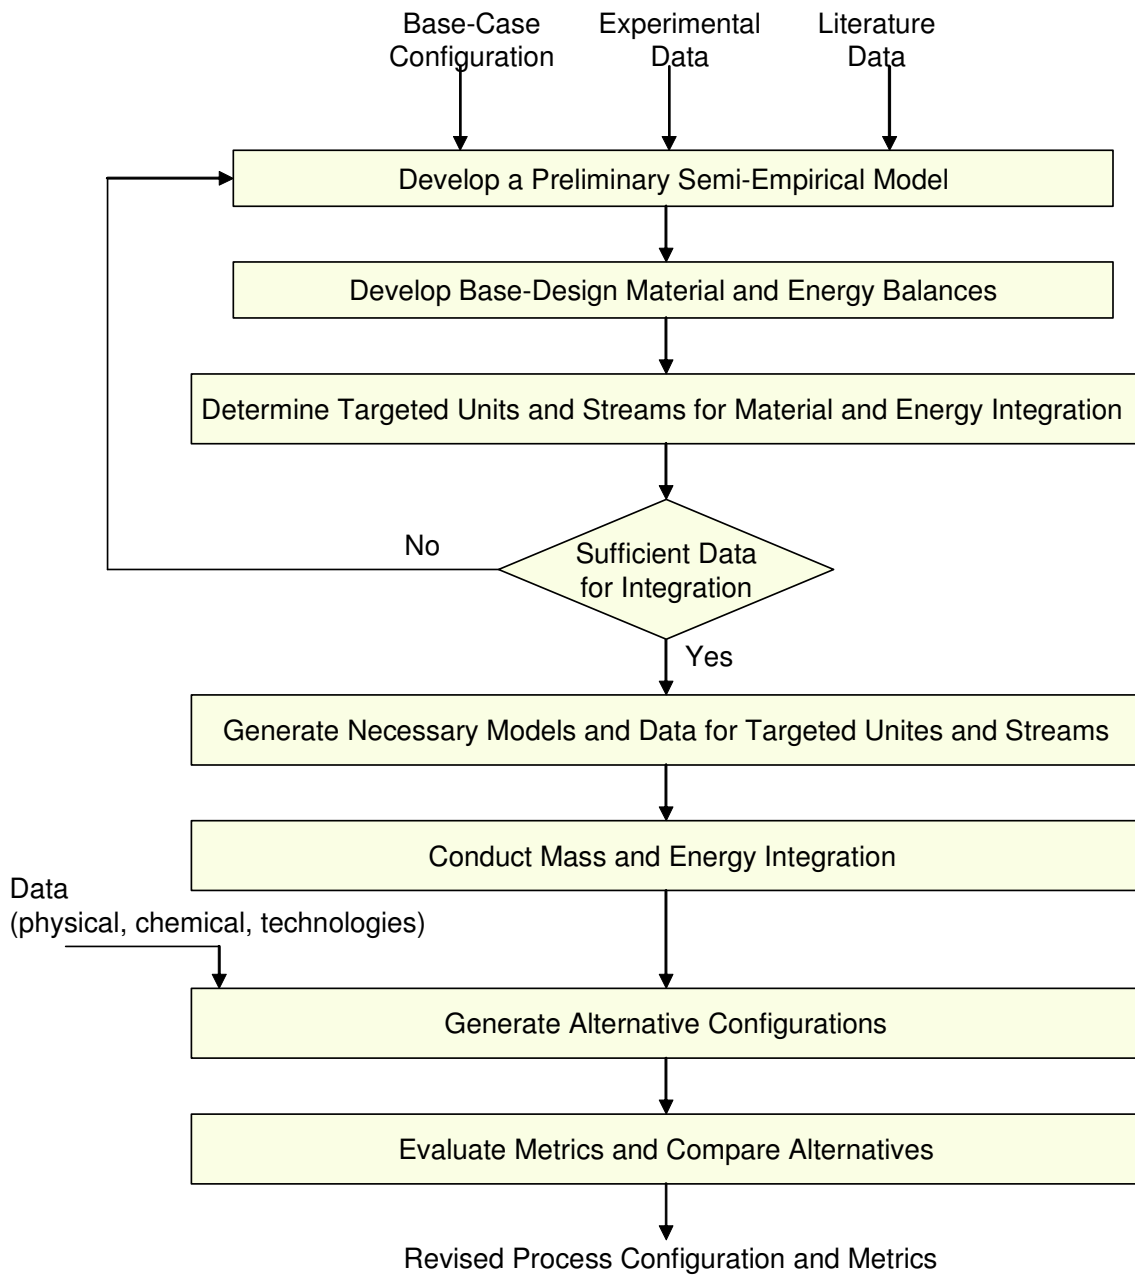 Base-Case
Configuration
Experimental
Data
Literature
Data
Develop a Preliminary Semi-Empirical Model
Develop Base-Design Material and Energy Balances
Determine Targeted Units and Streams for Material and Energy Integration
No
Sufficient Data
for Integration
Yes
Generate Necessary Models and Data for Targeted Unites and Streams
Conduct Mass and Energy Integration
Data
(physical, chemical, technologies)
Generate Alternative Configurations
Evaluate Metrics and Compare Alternatives
Revised Process Configuration and Metrics